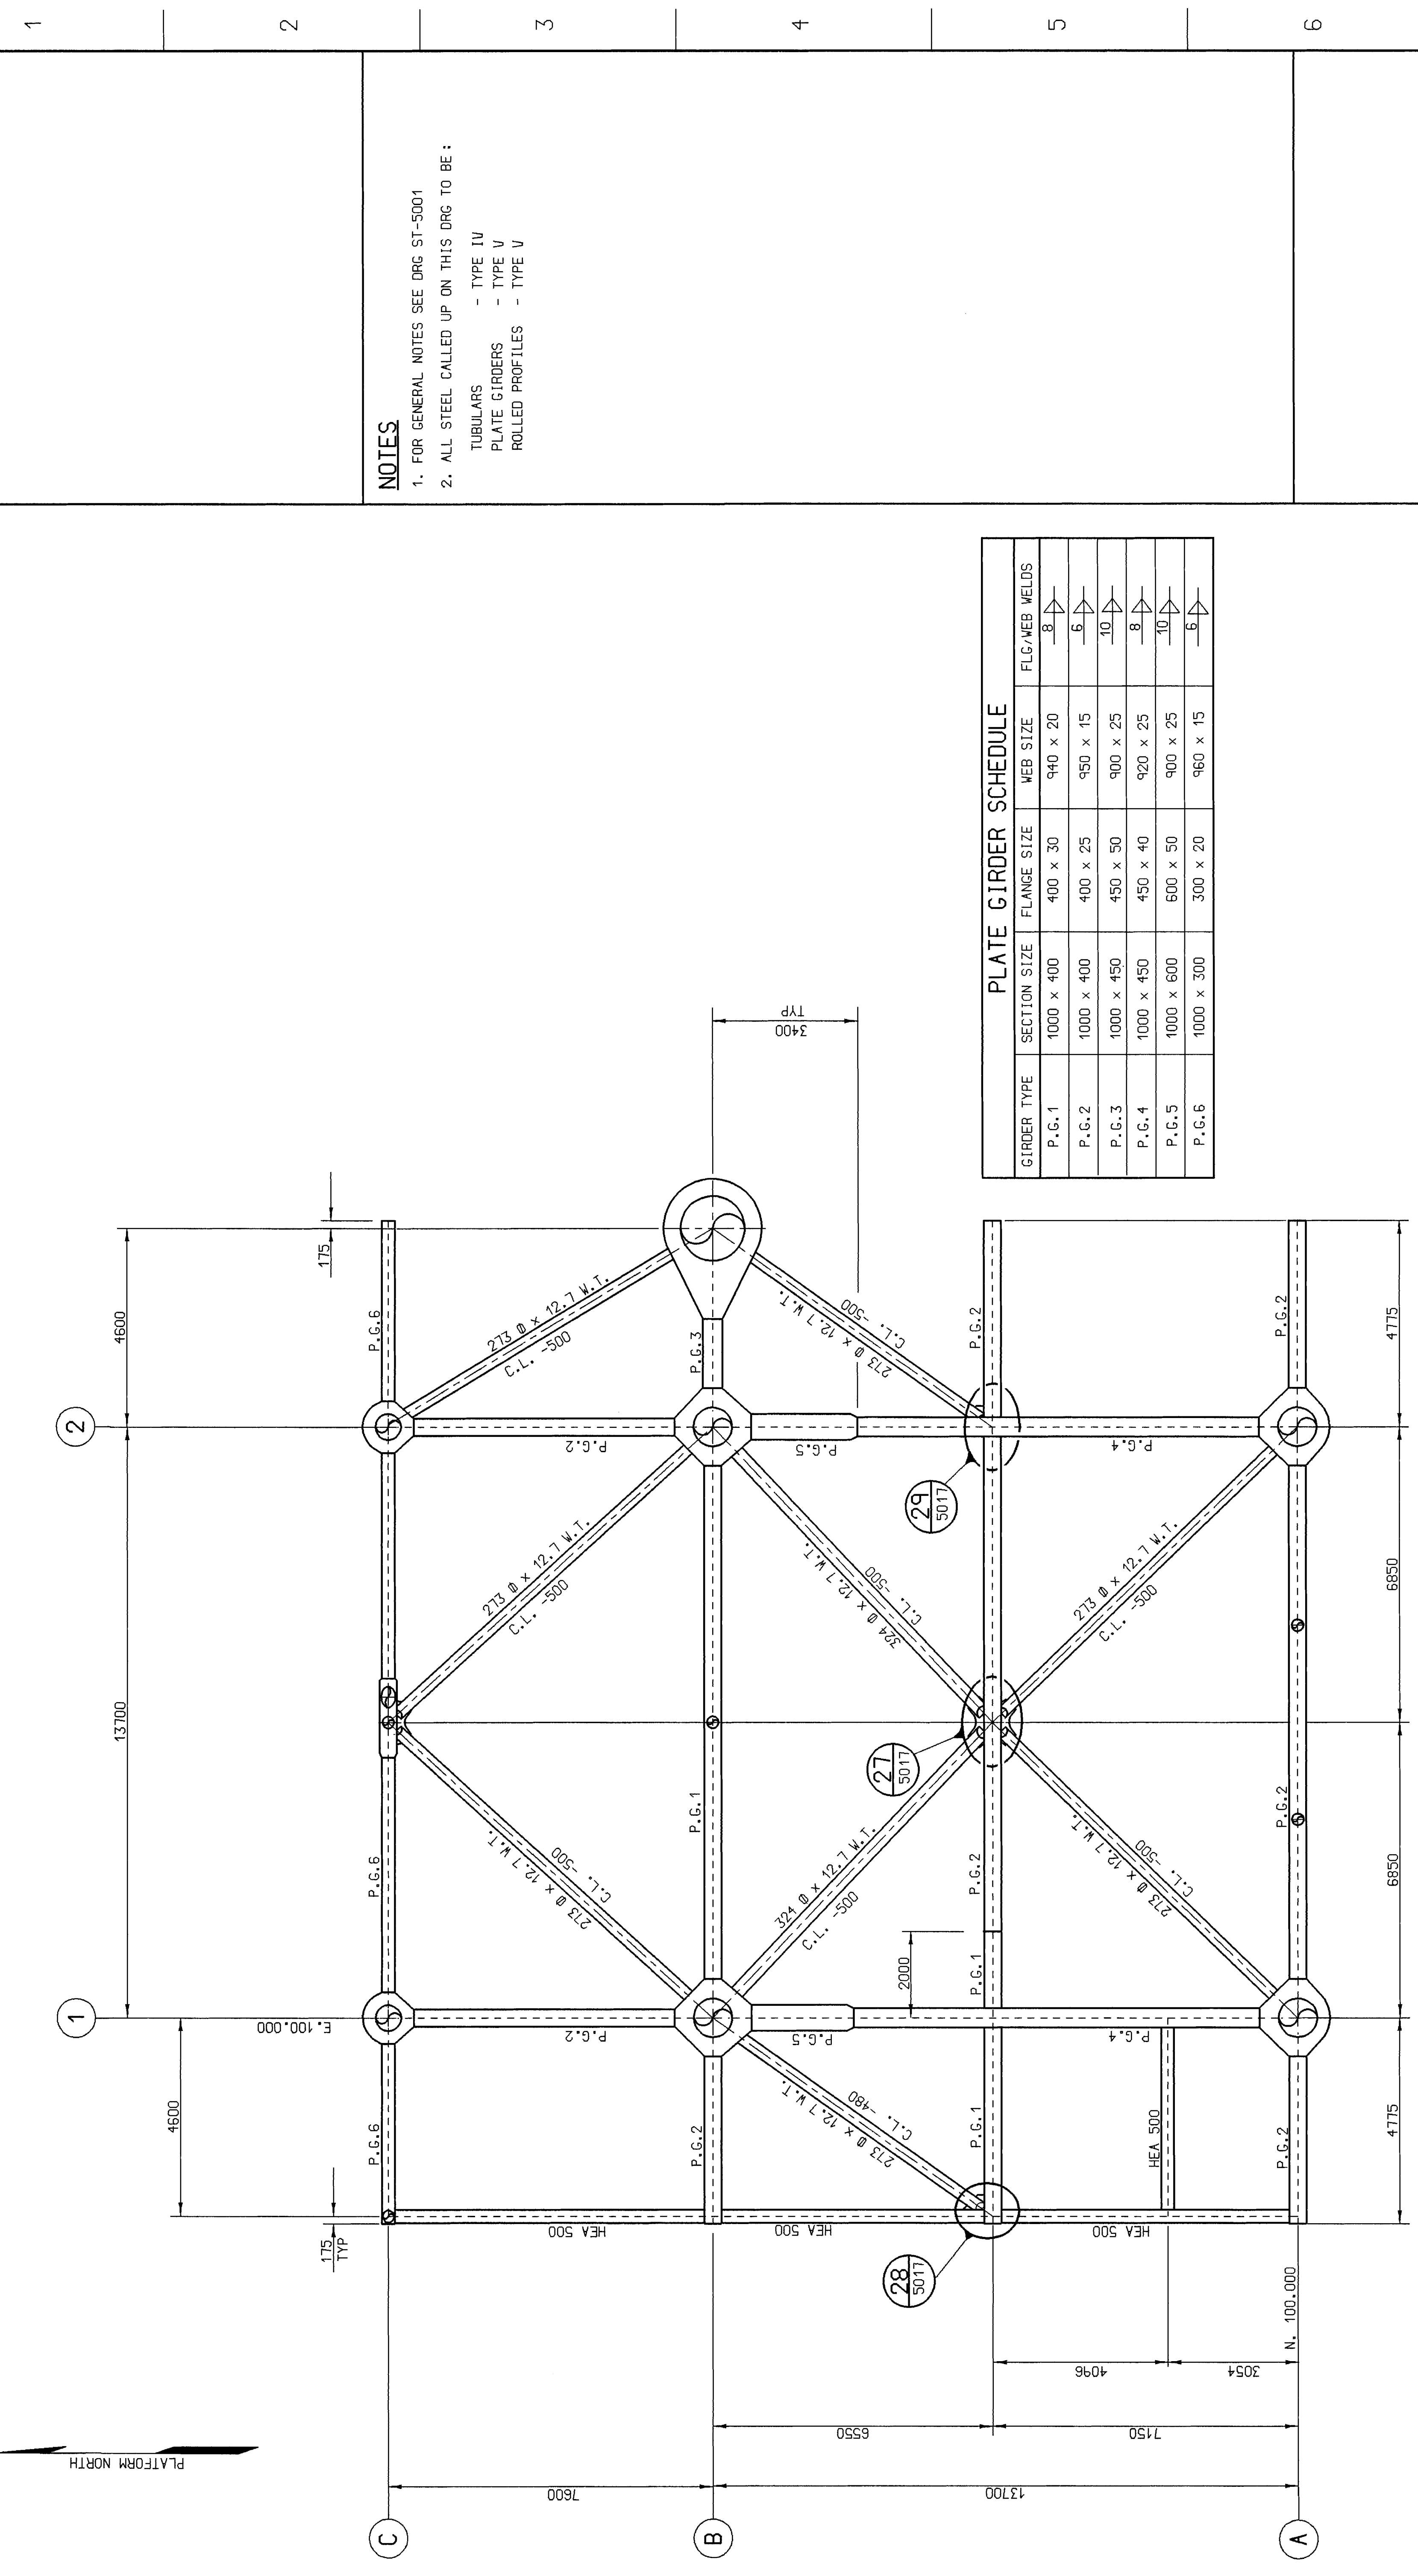 1
2
3
4
5
6
NOTES
1. FOR GENERAL NOTES SEE DRG ST-5001
2. ALL STEEL CALLED UP ON THIS DRG TO BE :
TUBULARS - TYPE IV
PLATE GIRDERS - TYPE V
ROLLED PROFILES - TYPE V
PLATE GIRDER SCHEDULE
GIRDER TYPE SECTION SIZE FLANGE SIZE WEB SIZE FLG/WEB WELDS
P.G.1 1000 x 400 400 x 30 940 x 20 8
P.G.2 1000 x 400 400 x 25 950 x 15 6
P.G.3 1000 x 450 450 x 50 900 x 25 10
P.G.4 1000 x 450 450 x 40 920 x 25 8
P.G.5 1000 x 600 600 x 50 900 x 25 10
P.G.6 1000 x 300 300 x 20 960 x 15 6
PLATFORM NORTH
1
2
13700
4600
4600
175
TYP
175
E.100.000
C
P.G.6
P.G.6
P.G.6
HEA 500
P.G.2
P.G.2
273 Ø x 12.7 W.T.
C.L. -500
273 Ø x 12.7 W.T.
C.L. -500
273 Ø x 12.7 W.T.
C.L. -500
7600
B
P.G.2
P.G.1
P.G.3
3400
TYP
HEA 500
273 Ø x 12.7 W.T.
C.L. -480
P.G.5
324 Ø x 12.7 W.T.
C.L. -500
324 Ø x 12.7 W.T.
C.L. -500
P.G.5
273 Ø x 12.7 W.T.
C.L. -500
28
5017
27
5017
29
5017
2000
6550
P.G.1
P.G.1
P.G.2
P.G.2
13700
7150
4096
3054
HEA 500
HEA 500
P.G.4
273 Ø x 12.7 W.T.
C.L. -500
273 Ø x 12.7 W.T.
C.L. -500
P.G.4
A
N. 100.000
P.G.2
P.G.2
P.G.2
4775
6850
6850
4775